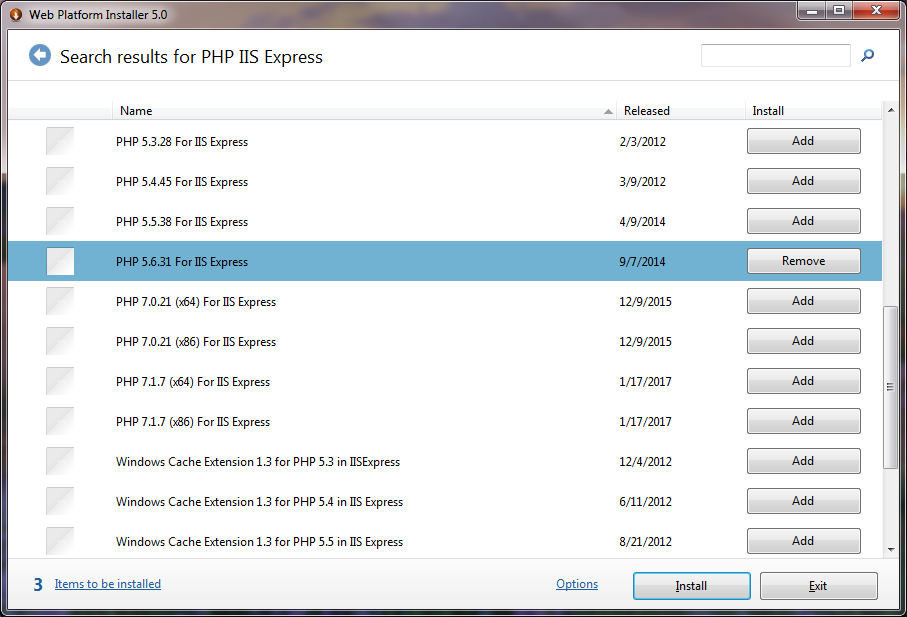 Web Platform Installer 5.0
Search results for PHP IIS Express
Name Released Install
PHP 5.3.28 For IIS Express 2/3/2012 Add
PHP 5.4.45 For IIS Express 3/9/2012 Add
PHP 5.5.38 For IIS Express 4/9/2014 Add
PHP 5.6.31 For IIS Express 9/7/2014 Remove
PHP 7.0.21 (x64) For IIS Express 12/9/2015 Add
PHP 7.0.21 (x86) For IIS Express 12/9/2015 Add
PHP 7.1.7 (x64) For IIS Express 1/17/2017 Add
PHP 7.1.7 (x86) For IIS Express 1/17/2017 Add
Windows Cache Extension 1.3 for PHP 5.3 in IISExpress 12/4/2012 Add
Windows Cache Extension 1.3 for PHP 5.4 in IIS Express 6/11/2012 Add
Windows Cache Extension 1.3 for PHP 5.5 in IIS Express 8/21/2012 Add
3 Items to be installed Options Install Exit